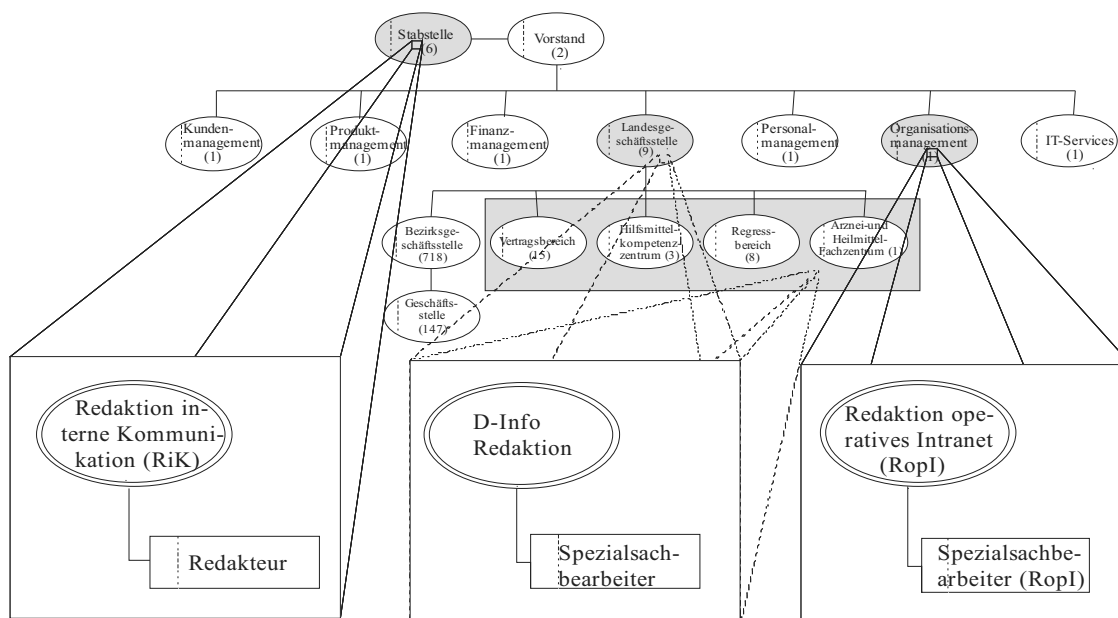 Stabstelle
(6)
Vorstand
(2)
Kunden-
management
(1)
Produkt-
management
(1)
Finanz-
management
(1)
Landesge-
schäftsstelle
(9)
Personal-
management
(1)
Organisations-
management
(1)
IT-Services
(1)
Bezirksge-
schäftsstelle
(718)
Vertragsbereich
(15)
Hilfsmittel-
kompetenz-
zentrum (3)
Regress-
bereich
(8)
Arznei-und
Heilmittel-
Fachzentrum (1)
Geschäfts-
stelle
(147)
Redaktion in-
terne Kommuni-
kation (RiK)
Redakteur
D-Info
Redaktion
Spezialsach-
bearbeiter
Redaktion ope-
ratives Intranet
(RopI)
Spezialsachbe-
arbeiter (RopI)